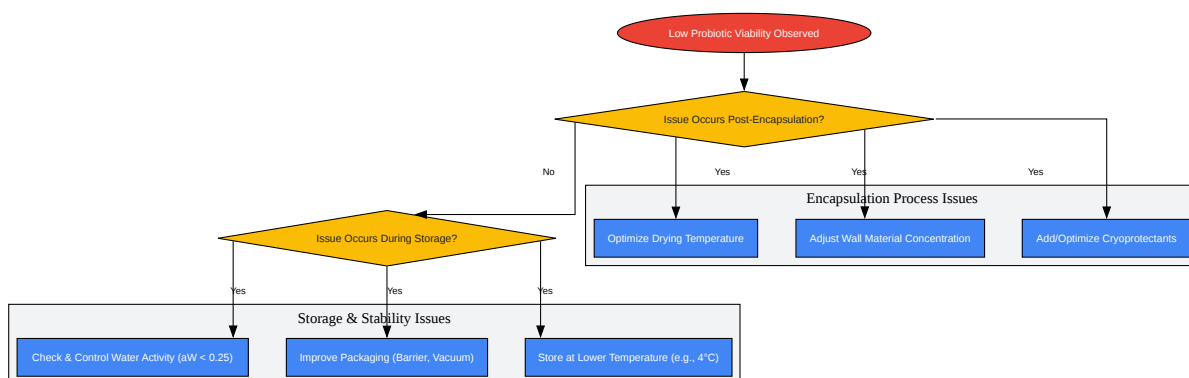 Low Probiotic Viability Observed
Issue Occurs Post-Encapsulation?
No
Yes
Yes
Yes
Encapsulation Process Issues
Optimize Drying Temperature
Adjust Wall Material Concentration
Add/Optimize Cryoprotectants
Issue Occurs During Storage?
Yes
Yes
Yes
Storage & Stability Issues
Check & Control Water Activity (aW < 0.25)
Improve Packaging (Barrier, Vacuum)
Store at Lower Temperature (e.g., 4°C)